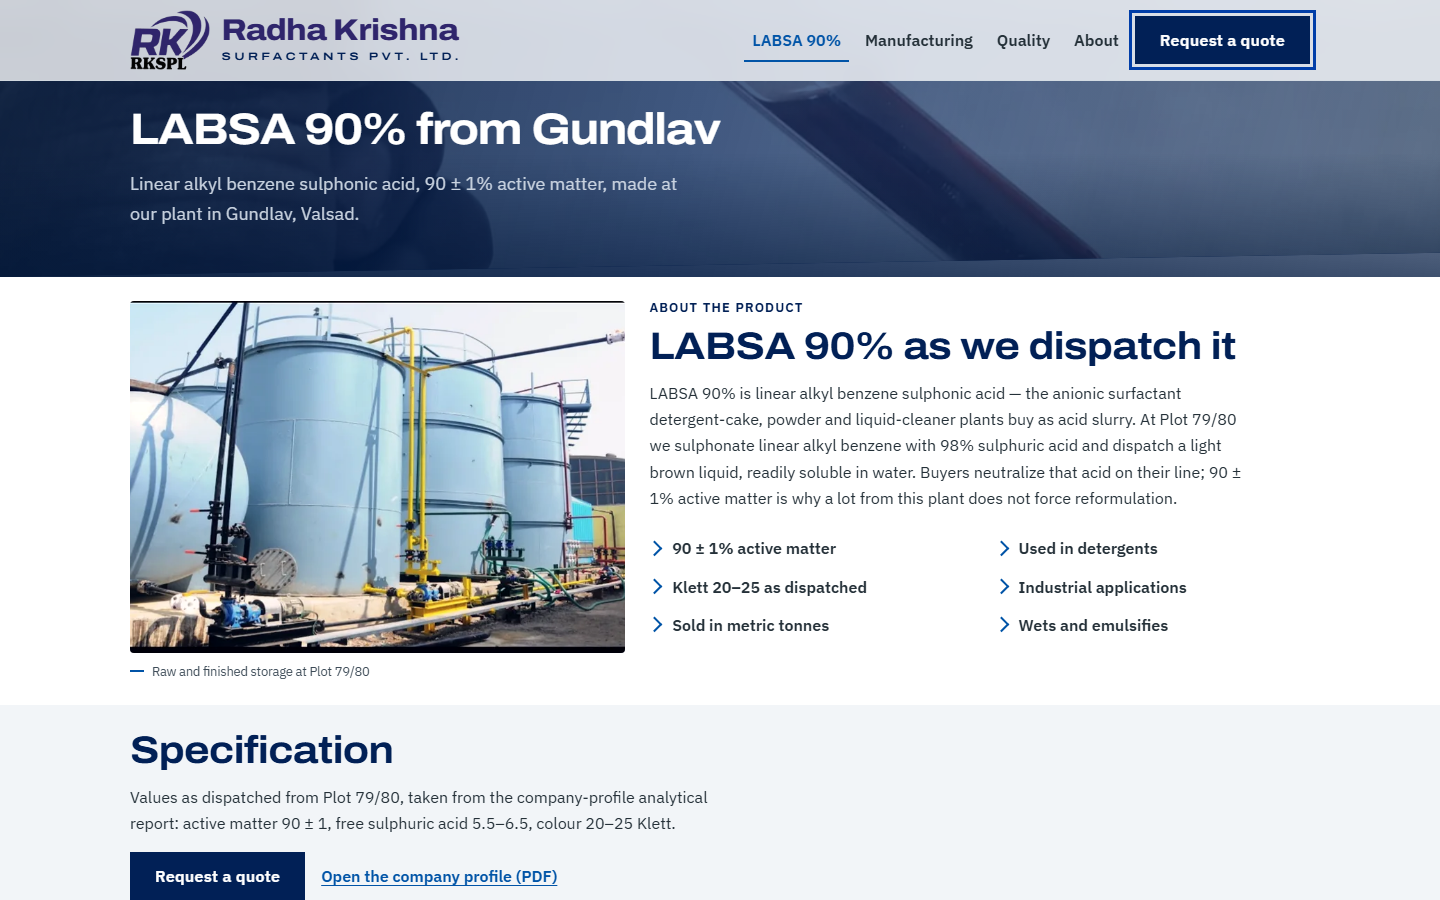 RK
RKSPL
Radha Krishna
SURFACTANTS PVT. LTD.
LABSA 90%
Manufacturing
Quality
About
Request a quote
LABSA 90% from Gundlav
Linear alkyl benzene sulphonic acid, 90 ± 1% active matter, made at
our plant in Gundlav, Valsad.
Raw and finished storage at Plot 79/80
ABOUT THE PRODUCT
LABSA 90% as we dispatch it
LABSA 90% is linear alkyl benzene sulphonic acid — the anionic surfactant
detergent-cake, powder and liquid-cleaner plants buy as acid slurry. At Plot 79/80
we sulphonate linear alkyl benzene with 98% sulphuric acid and dispatch a light
brown liquid, readily soluble in water. Buyers neutralize that acid on their line; 90 ±
1% active matter is why a lot from this plant does not force reformulation.
90 ± 1% active matter
Used in detergents
Klett 20–25 as dispatched
Industrial applications
Sold in metric tonnes
Wets and emulsifies
Specification
Values as dispatched from Plot 79/80, taken from the company-profile analytical
report: active matter 90 ± 1, free sulphuric acid 5.5–6.5, colour 20–25 Klett.
Request a quote
Open the company profile (PDF)